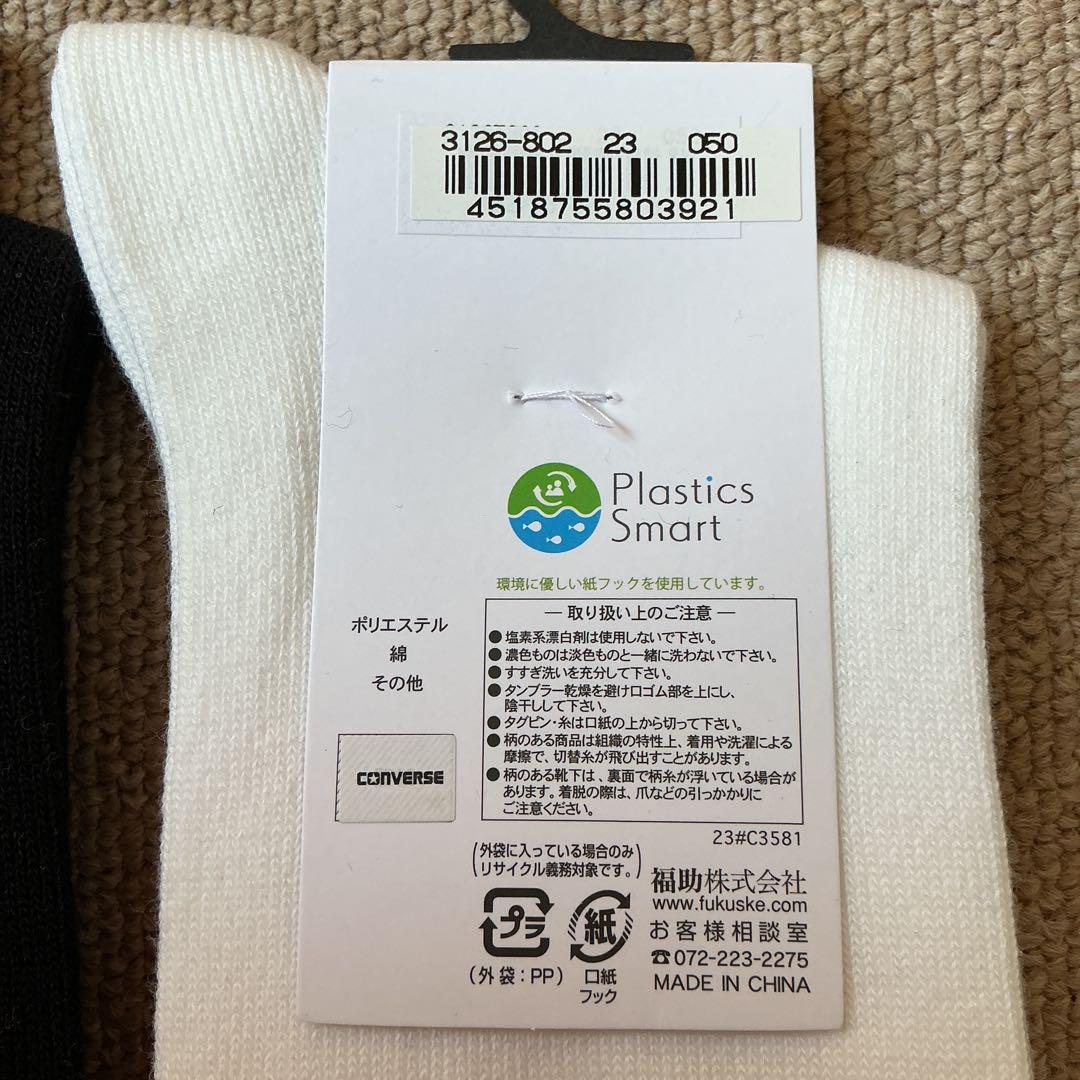 3126-802 23 050
4518755803921
Plastics
Smart
環境に優しい紙フックを使用しています。
ポリエステル
綿
その他
CONVERSE
― 取り扱い上のご注意 ―
●塩素系漂白剤は使用しないで下さい。
●濃色ものは淡色ものと一緒に洗わないで下さい。
●すすぎ洗いを充分して下さい。
●タンブラー乾燥を避け口ゴム部を上にし、
陰干しして下さい。
●タグピン・糸は口紙の上から切って下さい。
●柄のある商品は組織の特性上、着用や洗濯による
摩擦で、切替糸が飛び出すことがあります。
●柄のある靴下は、裏面で柄糸が浮いている場合が
あります。着脱の際は、爪などの引っかかりに
ご注意ください。
23#C3581
(外袋に入っている場合のみ
リサイクル義務対象です。)
プラ
(外袋:PP)
紙
口紙
フック
福助株式会社
www.fukuske.com
お客様相談室
☎072-223-2275
MADE IN CHINA